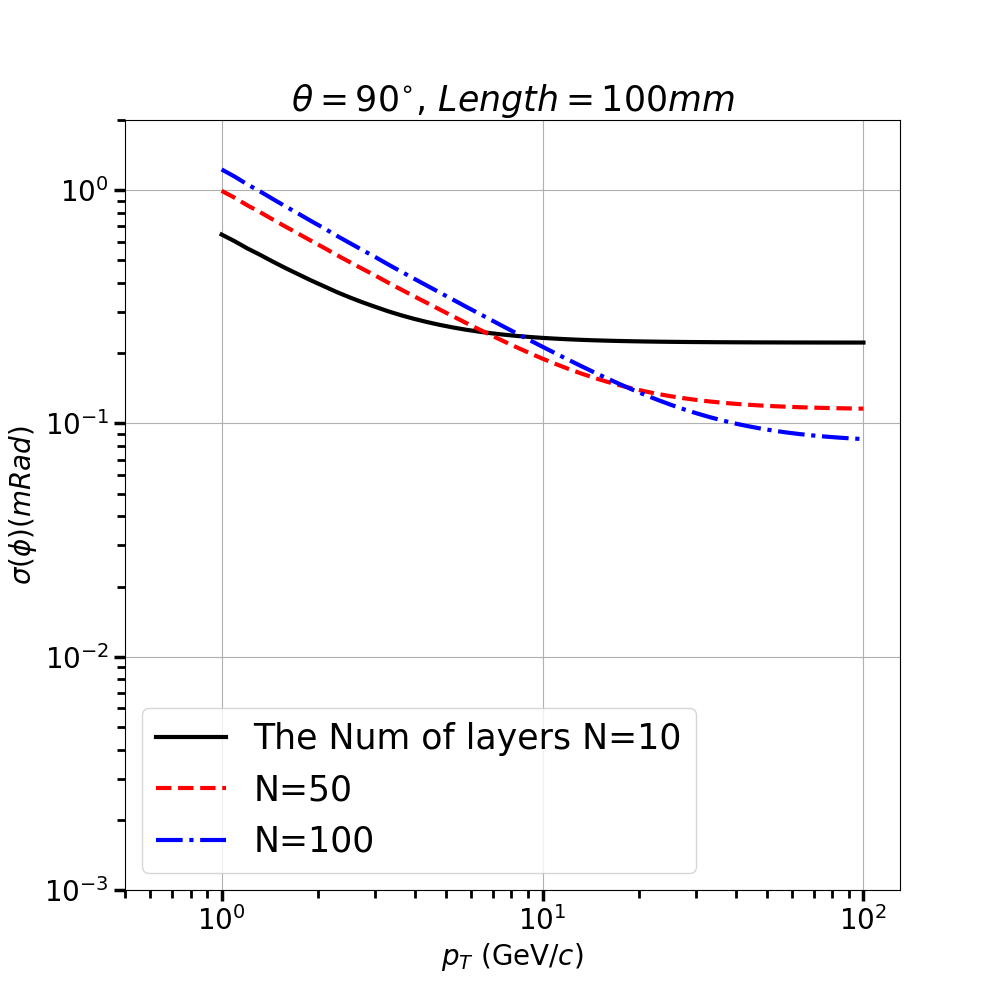 θ = 90°, Length = 100mm
σ(ϕ)(mRad)
10⁰
10⁻¹
10⁻²
10⁻³
The Num of layers N=10
N=50
N=100
10⁰ 10¹ 10²
p_T (GeV/c)